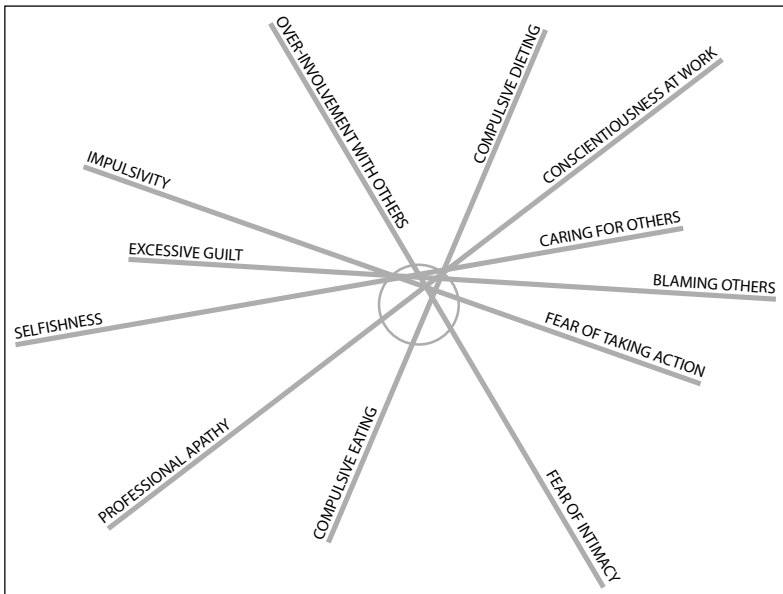 OVER-INVOLVEMENT WITH OTHERS
COMPULSIVE DIETING
CONSCIENTIOUSNESS AT WORK
IMPULSIVITY
CARING FOR OTHERS
EXCESSIVE GUILT
BLAMING OTHERS
SELFISHNESS
FEAR OF TAKING ACTION
PROFESSIONAL APATHY
COMPULSIVE EATING
FEAR OF INTIMACY